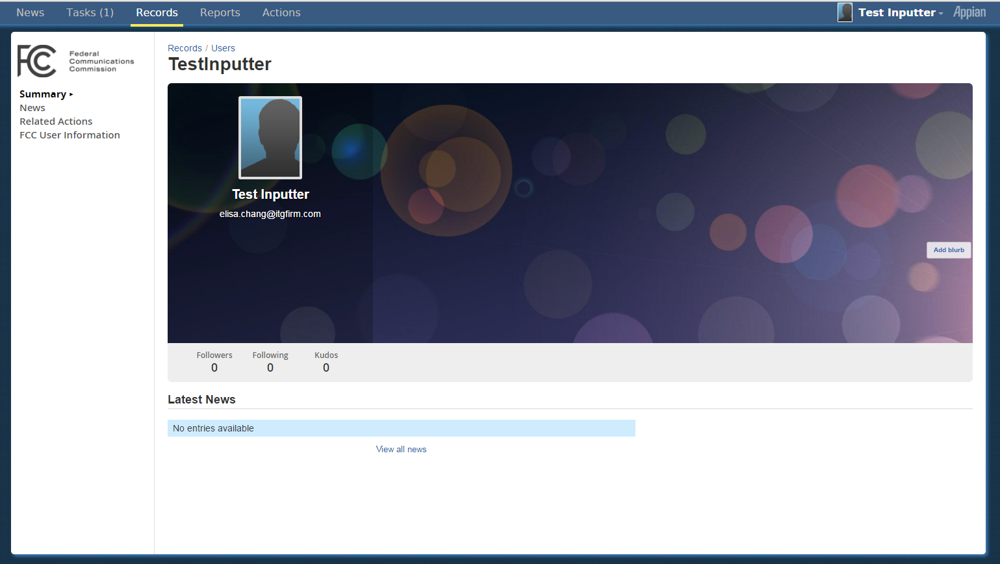 News Tasks (1) Records Reports Actions Test Inputter Appian
FCC Federal Communications Commission
Summary
News
Related Actions
FCC User Information
Records / Users
TestInputter
Test Inputter
elisa.chang@itgfirm.com
Add blurb
Followers Following Kudos
0 0 0
Latest News
No entries available
View all news